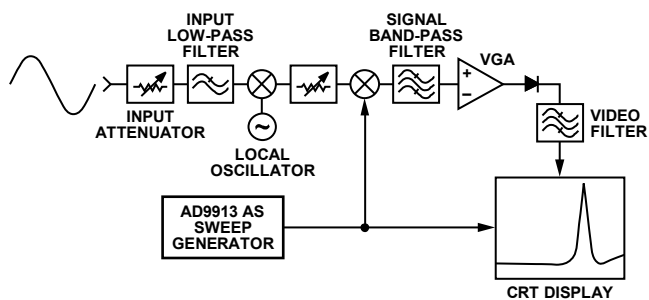 INPUT
LOW-PASS
FILTER
SIGNAL
BAND-PASS
FILTER
VGA
+
–
INPUT
ATTENUATOR
~
LOCAL
OSCILLATOR
VIDEO
FILTER
AD9913 AS
SWEEP
GENERATOR
CRT DISPLAY